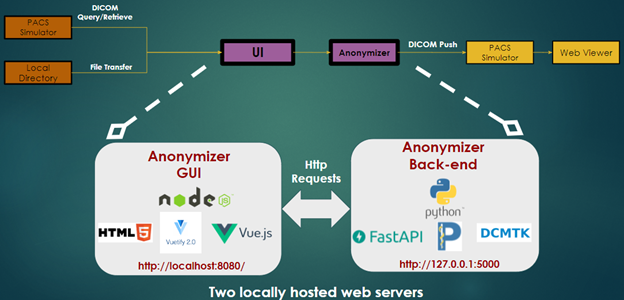 DICOM
Query/Retrieve
PACS
Simulator
Local
Directory
File Transfer
UI
Anonymizer
DICOM Push
PACS
Simulator
Web Viewer
Anonymizer
GUI
node
JS
HTML
5
Vuetify 2.0
Vue.js
http://localhost:8080/
Http
Requests
Anonymizer
Back-end
python™
FastAPI
P
DCMTK
http://127.0.0.1:5000
Two locally hosted web servers